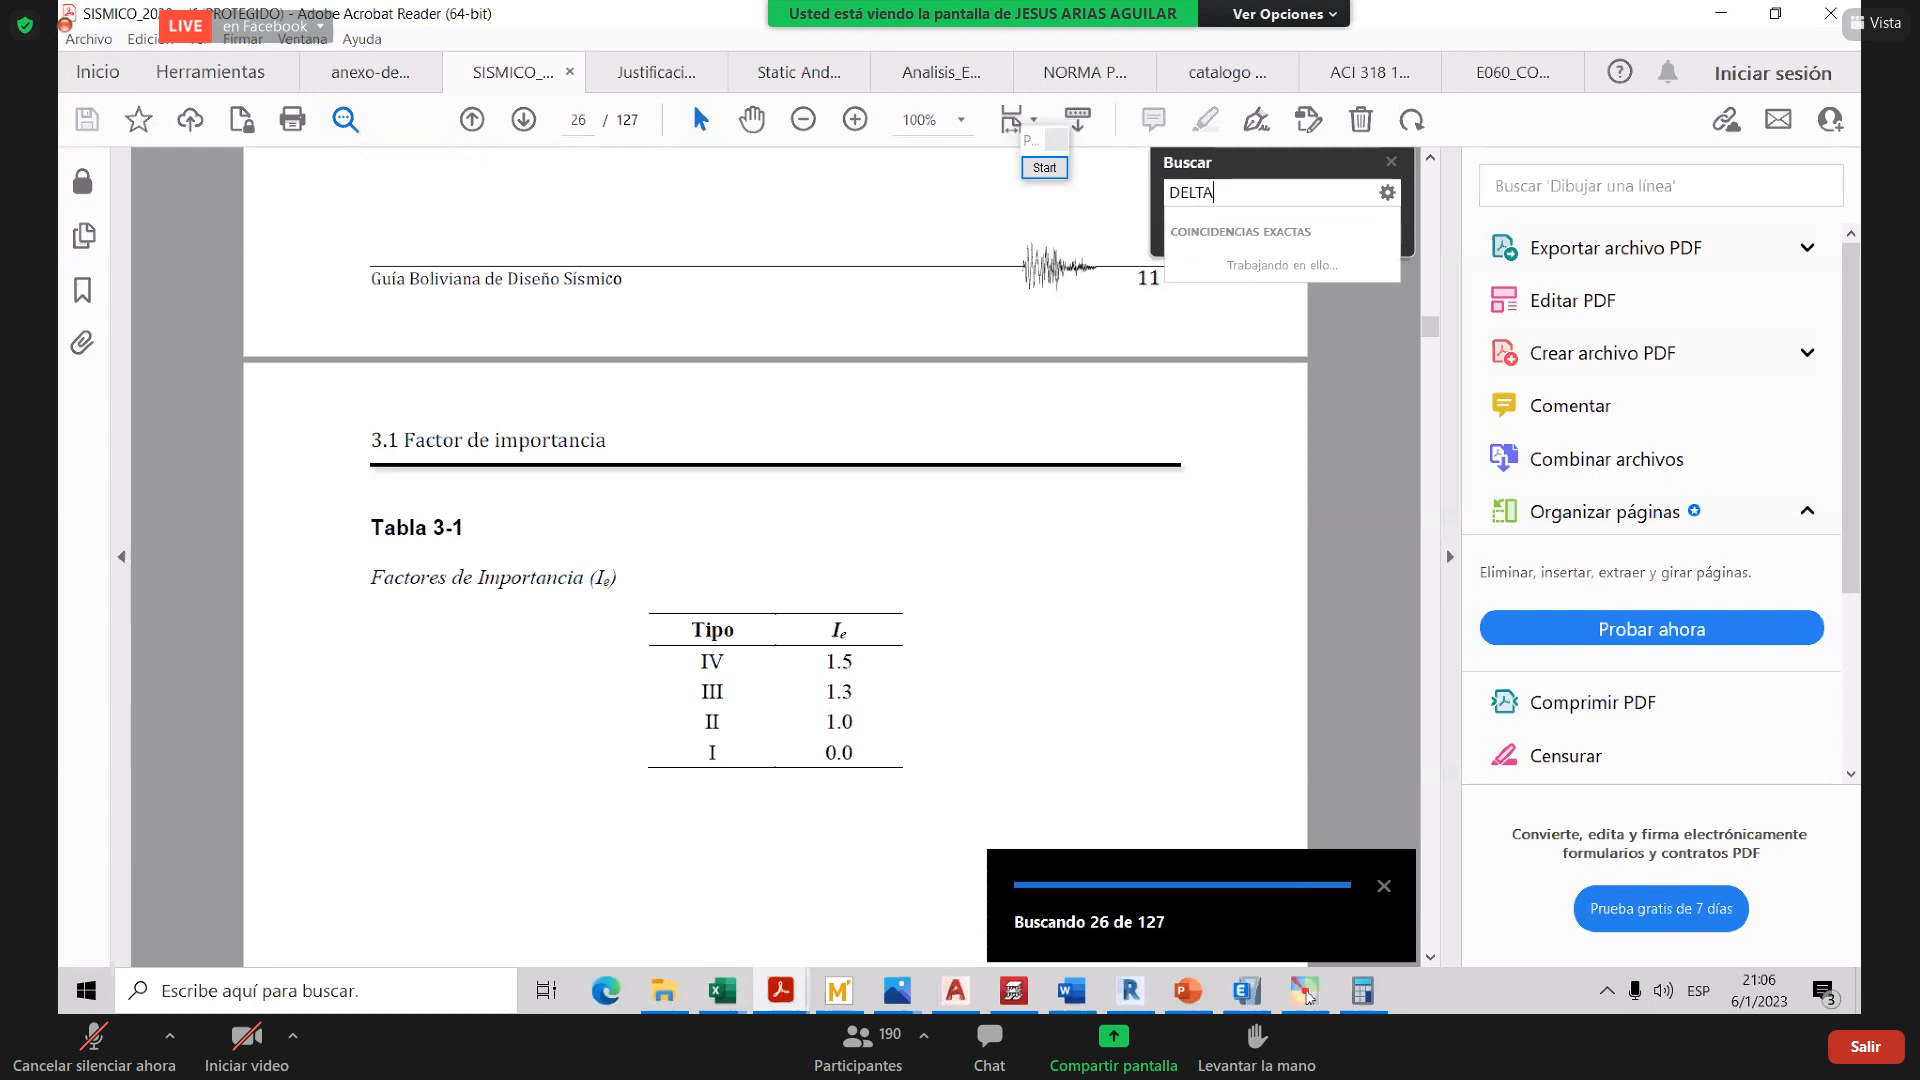 SISMICO_20
(PROTEGIDO) - Adobe Acrobat Reader (64-bit)
LIVE
en Facebook
Usted está viendo la pantalla de JESUS ARIAS AGUILAR
Ver Opciones
Vista
Archivo
Firmar
Ventana
Ayuda
Inicio
Herramientas
anexo-de...
SISMICO_...
Justificaci...
Static And...
Analisis_E...
NORMA P...
catalogo ...
ACI 318 1...
E060_CO...
Iniciar sesión
26 / 127
100%
P...
Start
Buscar
DELTA
COINCIDENCIAS EXACTAS
Trabajando en ello...
Guía Boliviana de Diseño Sísmico
11
3.1 Factor de importancia
Tabla 3-1
Factores de Importancia (Ie)
Tipo Ie
IV 1.5
III 1.3
II 1.0
I 0.0
Buscando 26 de 127
Buscar 'Dibujar una línea'
Exportar archivo PDF
Editar PDF
Crear archivo PDF
Comentar
Combinar archivos
Organizar páginas
Eliminar, insertar, extraer y girar páginas.
Probar ahora
Comprimir PDF
Censurar
Convierte, edita y firma electrónicamente
formularios y contratos PDF
Prueba gratis de 7 días
Escribe aquí para buscar.
ESP
21:06
6/1/2023
3
Cancelar silenciar ahora
Iniciar video
190
Participantes
Chat
Compartir pantalla
Levantar la mano
Salir